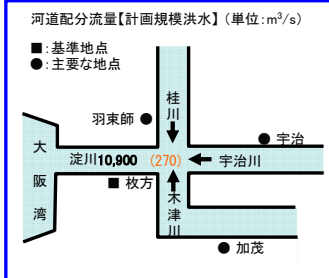 河道配分流量【計画規模洪水】(単位:m³/s)
■:基準地点
●:主要な地点
桂川
羽束師 ●
● 宇治
大阪湾
淀川10,900 (270)
宇治川
■ 枚方
木津川
● 加茂